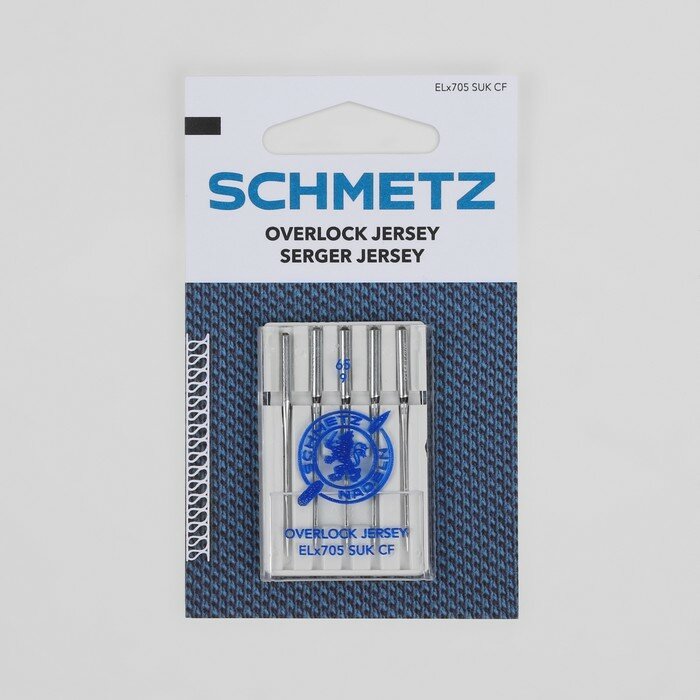 ELx705 SUK CF
SCHMETZ
OVERLOCK JERSEY
SERGER JERSEY
65
9
SCHMETZ
NADELN
OVERLOCK JERSEY
ELx705 SUK CF